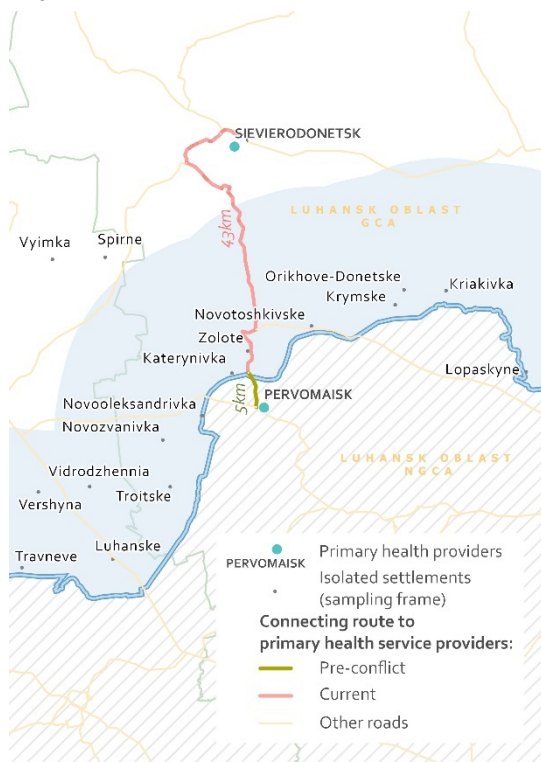 SIEVIERODONETSK
43km
LUHANSK OBLAST
GCA
Vyimka
Spirne
Orikhove-Donetske
Kriakivka
Krymske
Novotoshkivske
Zolote
Katerynivka
Lopaskyne
5km
PERVOMAISK
Novooleksandrivka
Novozvanivka
LUHANSK OBLAST
NGCA
Vidrodzhennia
Vershyna
Troitske
Luhanske
Travneve
PERVOMAISK
Primary health providers
Isolated settlements
(sampling frame)
Connecting route to
primary health service providers:
Pre-conflict
Current
Other roads